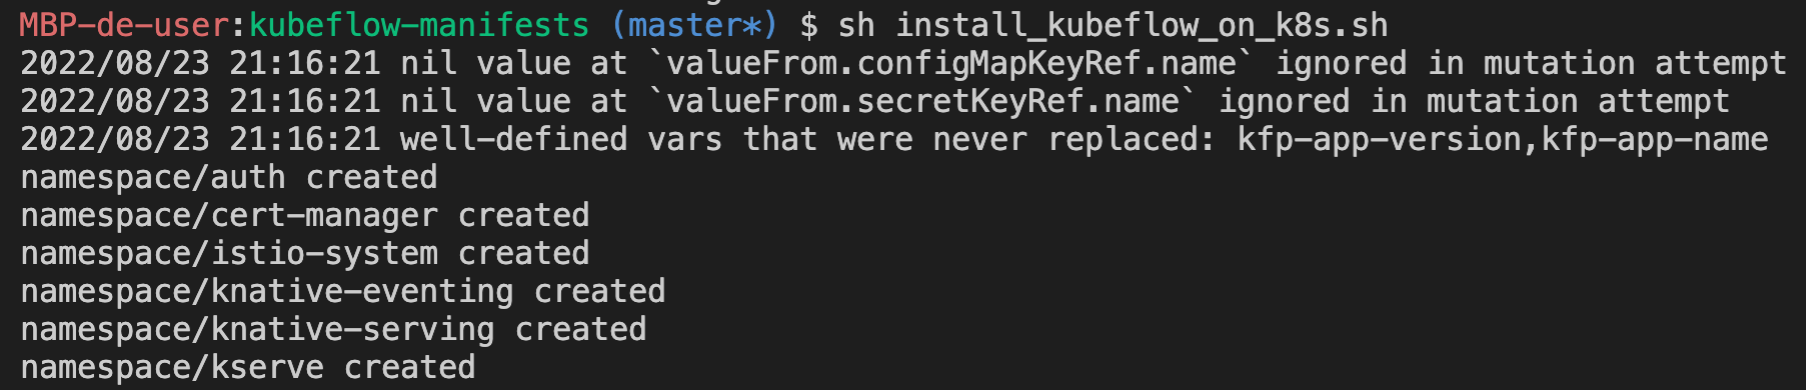 MBP-de-user:kubeflow-manifests (master*) $ sh install_kubeflow_on_k8s.sh
2022/08/23 21:16:21 nil value at `valueFrom.configMapKeyRef.name` ignored in mutation attempt
2022/08/23 21:16:21 nil value at `valueFrom.secretKeyRef.name` ignored in mutation attempt
2022/08/23 21:16:21 well-defined vars that were never replaced: kfp-app-version,kfp-app-name
namespace/auth created
namespace/cert-manager created
namespace/istio-system created
namespace/knative-eventing created
namespace/knative-serving created
namespace/kserve created